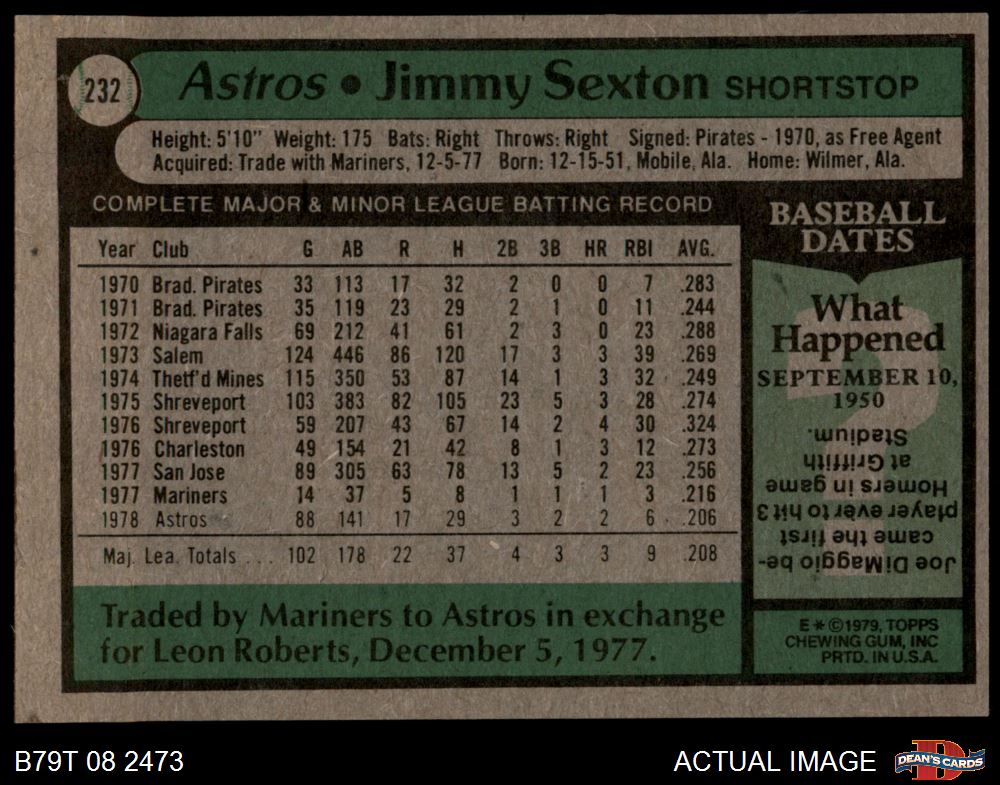 232
Astros • Jimmy Sexton SHORTSTOP
Height: 5'10" Weight: 175 Bats: Right Throws: Right Signed: Pirates - 1970, as Free Agent
Acquired: Trade with Mariners, 12-5-77 Born: 12-15-51, Mobile, Ala. Home: Wilmer, Ala.
COMPLETE MAJOR & MINOR LEAGUE BATTING RECORD
Year Club G AB R H 2B 3B HR RBI AVG.
1970 Brad. Pirates 33 113 17 32 2 0 0 7 .283
1971 Brad. Pirates 35 119 23 29 2 1 0 11 .244
1972 Niagara Falls 69 212 41 61 2 3 0 23 .288
1973 Salem 124 446 86 120 17 3 3 39 .269
1974 Thetf'd Mines 115 350 53 87 14 1 3 32 .249
1975 Shreveport 103 383 82 105 23 5 3 28 .274
1976 Shreveport 59 207 43 67 14 2 4 30 .324
1976 Charleston 49 154 21 42 8 1 3 12 .273
1977 San Jose 89 305 63 78 13 5 2 23 .256
1977 Mariners 14 37 5 8 1 1 1 3 .216
1978 Astros 88 141 17 29 3 2 2 6 .206
Maj. Lea. Totals ... 102 178 22 37 4 3 3 9 .208
Traded by Mariners to Astros in exchange
for Leon Roberts, December 5, 1977.
BASEBALL
DATES
What
Happened
SEPTEMBER 10,
1950
Joe DiMaggio be-
came the first
player ever to hit 3
Homers in game
at Griffith
Stadium.
E * © 1979, TOPPS
CHEWING GUM, INC
PRTD. IN U.S.A.
B79T 08 2473
ACTUAL IMAGE
DEAN'S CARDS